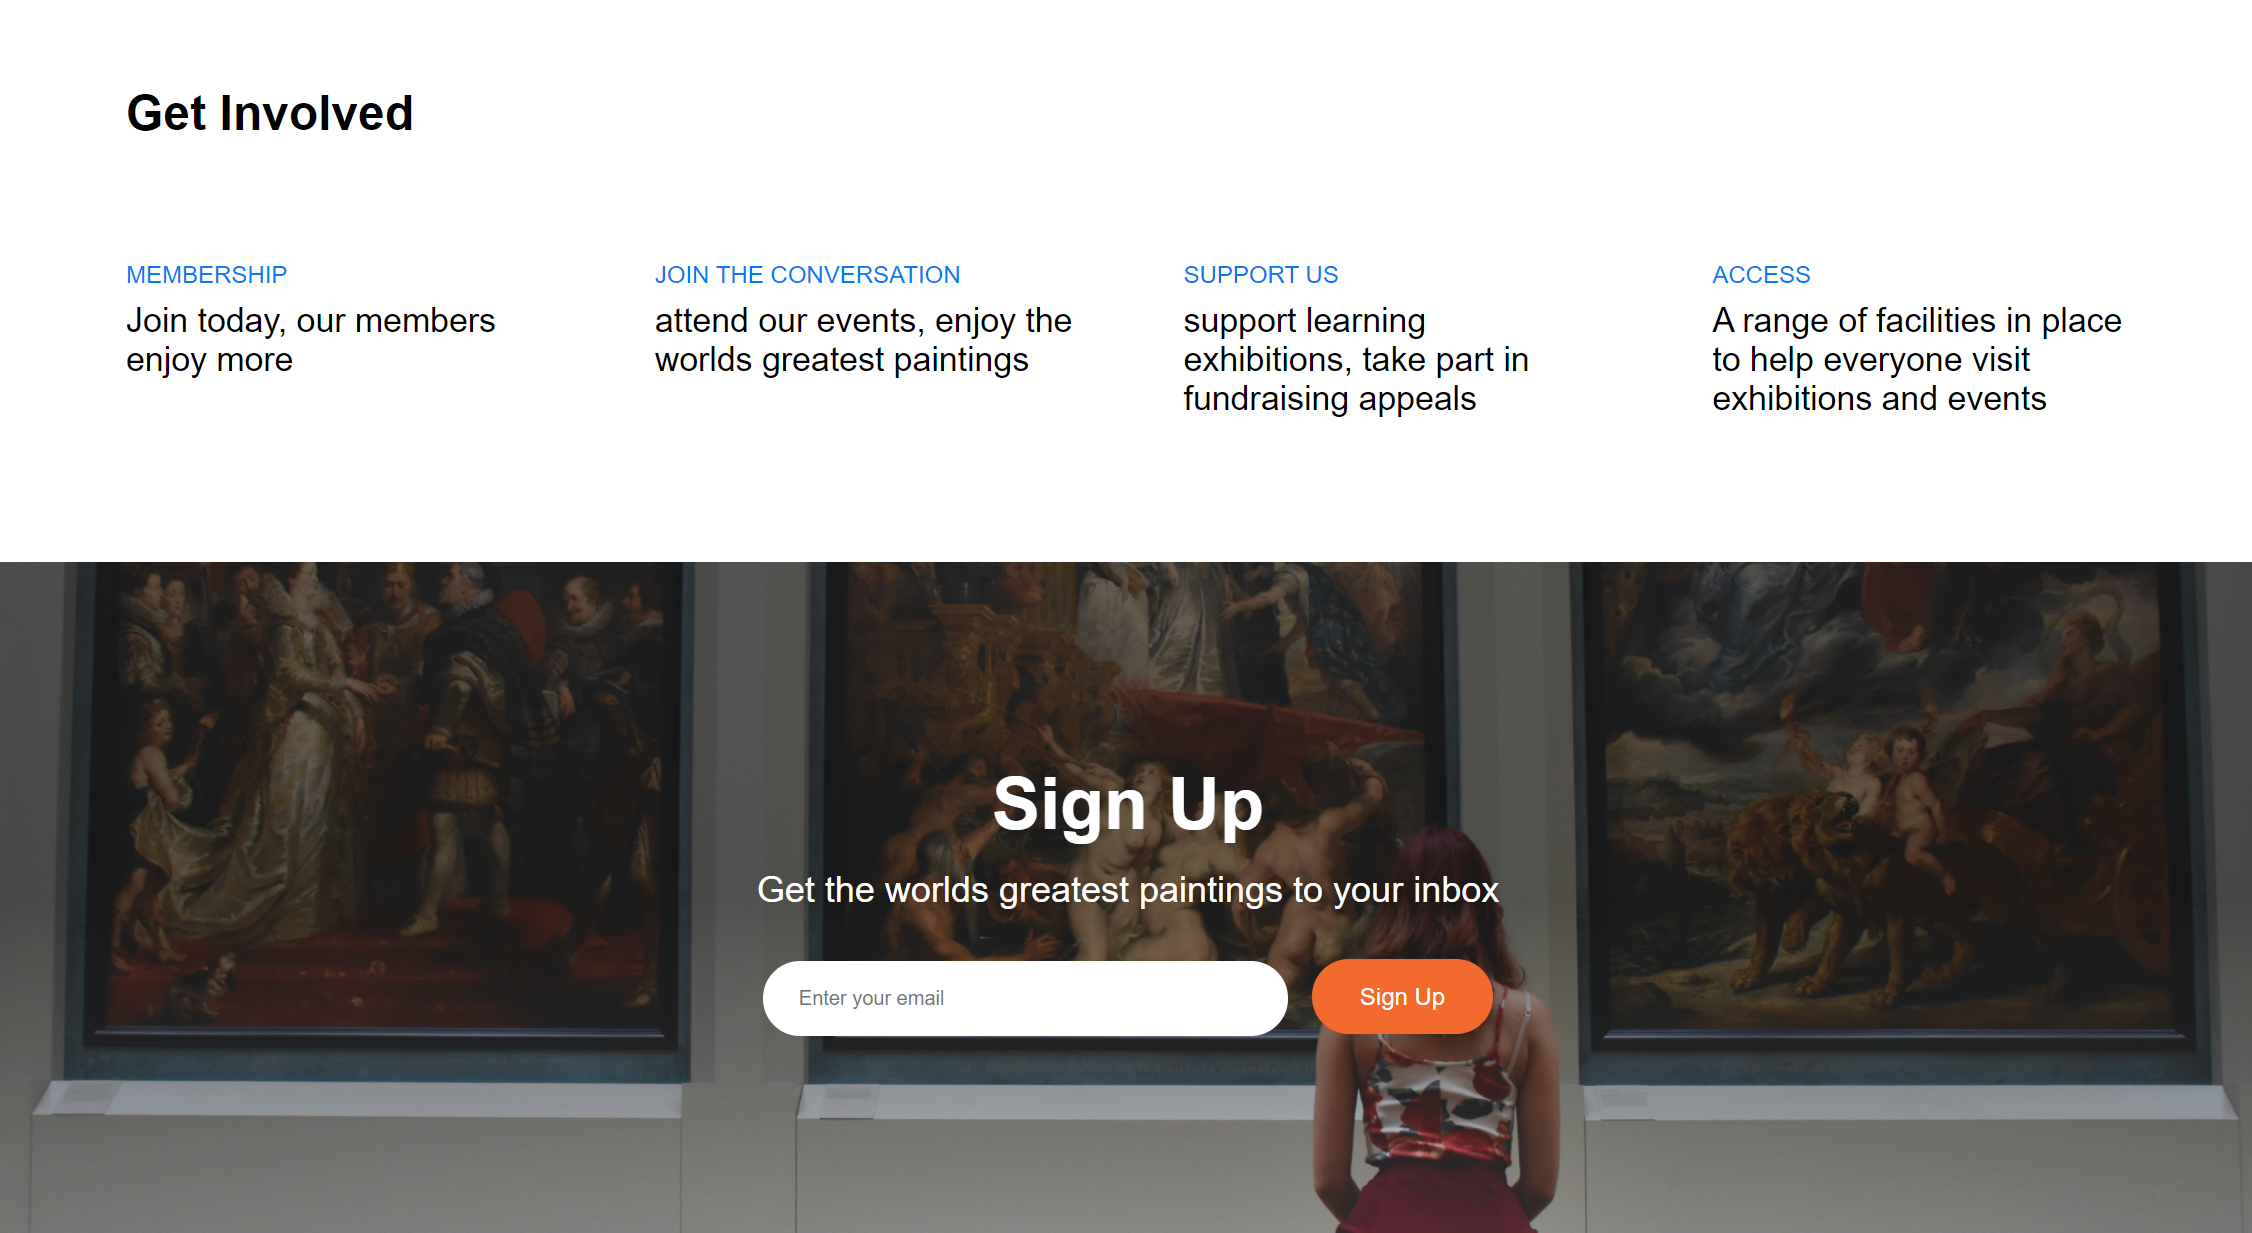 Get Involved
MEMBERSHIP
Join today, our members
enjoy more
JOIN THE CONVERSATION
attend our events, enjoy the
worlds greatest paintings
SUPPORT US
support learning
exhibitions, take part in
fundraising appeals
ACCESS
A range of facilities in place
to help everyone visit
exhibitions and events
Sign Up
Get the worlds greatest paintings to your inbox
Enter your email
Sign Up